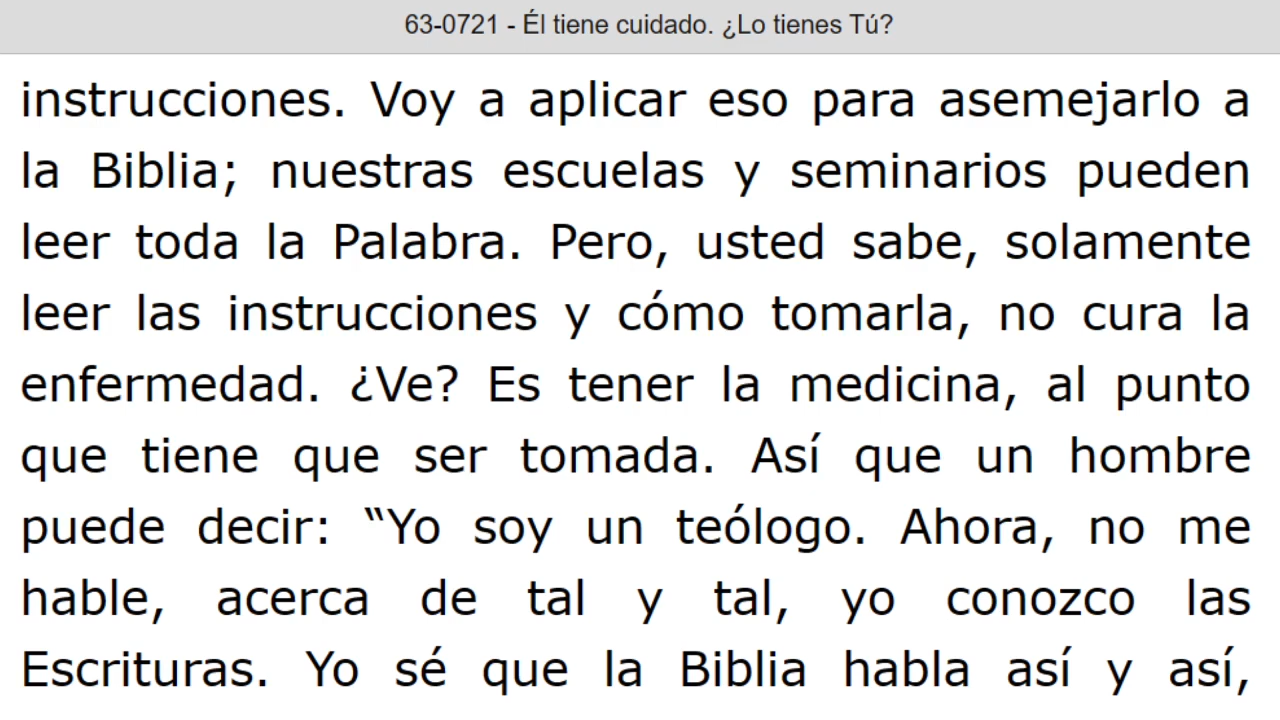 63-0721 - Él tiene cuidado. ¿Lo tienes Tú?
instrucciones. Voy a aplicar eso para asemejarlo a
la Biblia; nuestras escuelas y seminarios pueden
leer toda la Palabra. Pero, usted sabe, solamente
leer las instrucciones y cómo tomarla, no cura la
enfermedad. ¿Ve? Es tener la medicina, al punto
que tiene que ser tomada. Así que un hombre
puede decir: “Yo soy un teólogo. Ahora, no me
hable, acerca de tal y tal, yo conozco las
Escrituras. Yo sé que la Biblia habla así y así,